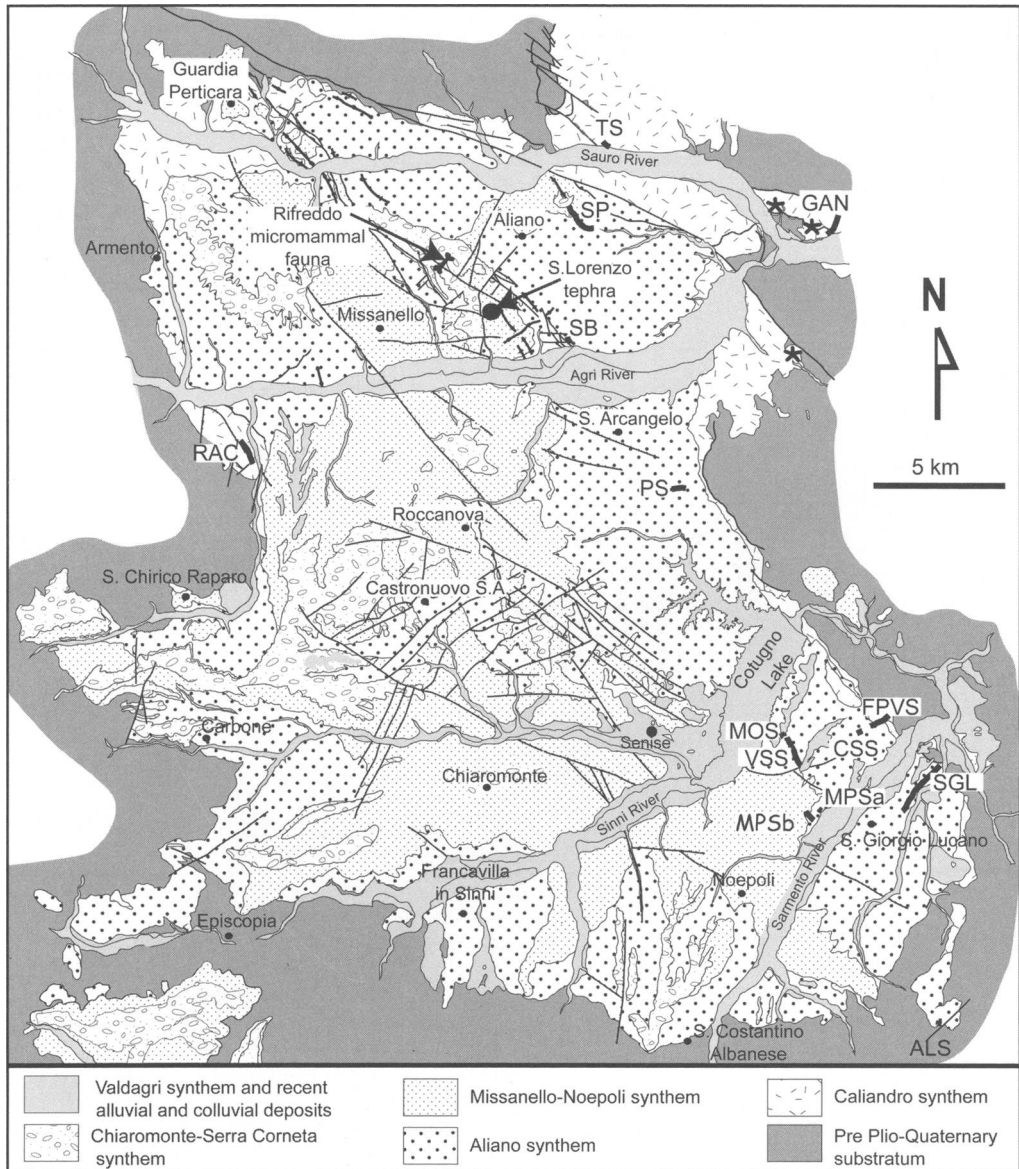 Guardia
Perticara
TS
Sauro River
GAN
SP
Rifreddo
micromammal
fauna
Aliano
Armento
S.Lorenzo
tephra
N
Missanello
SB
Agri River
S. Arcangelo
RAC
5 km
PS
Roccanova
S. Chirico Raparo
Castronuovo S.A.
Cotugno
Lake
FPVS
MOS
Carpone
Senise
CSS
VSS
Chiaromonte
SGL
MPSa
Sinni River
MPSb
S. Giorgio Lucano
Francavilla
in Sinni
Noepoli
Sarmento River
Episcopia
S. Costantino
Albanese
ALS
Valdagri synthem and recent
alluvial and colluvial deposits
Chiaromonte-Serra Corneta
synthem
Missanello-Noepoli synthem
Aliano synthem
Caliandro synthem
Pre Plio-Quaternary
substratum